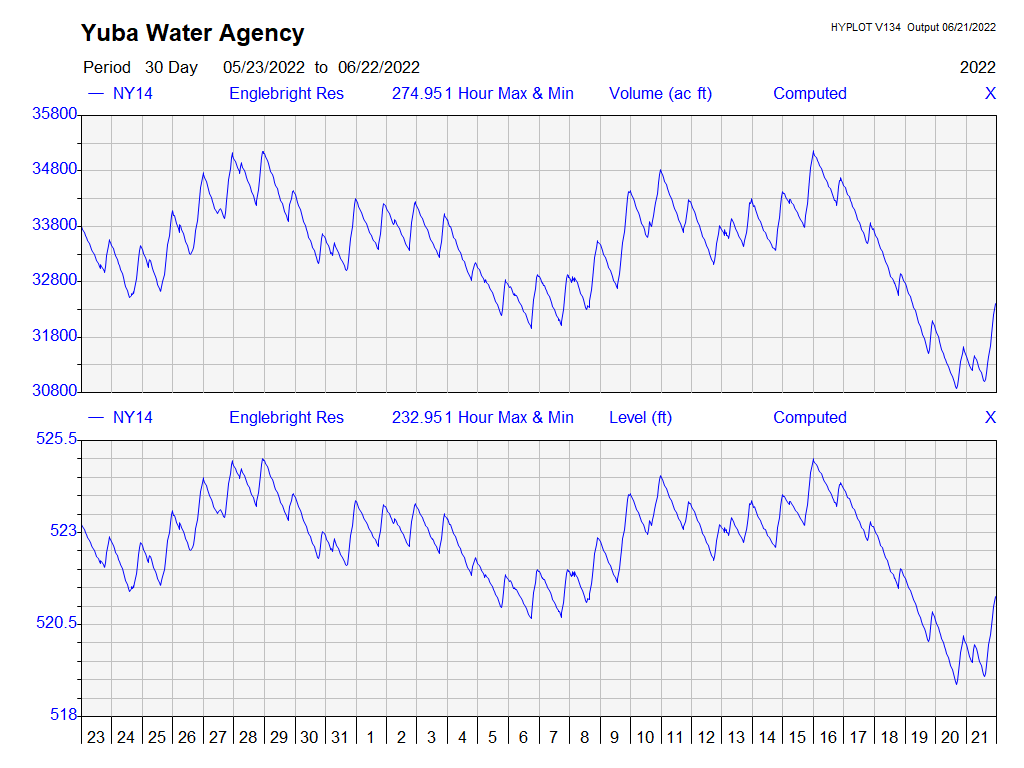 Yuba Water Agency
HYPLOT V134 Output 06/21/2022
Period 30 Day 05/23/2022 to 06/22/2022 2022
NY14 Englebright Res 274.951 Hour Max & Min Volume (ac ft) Computed X
35800
34800
33800
32800
31800
30800
NY14 Englebright Res 232.951 Hour Max & Min Level (ft) Computed X
525.5
523
520.5
518
23 24 25 26 27 28 29 30 31 1 2 3 4 5 6 7 8 9 10 11 12 13 14 15 16 17 18 19 20 21